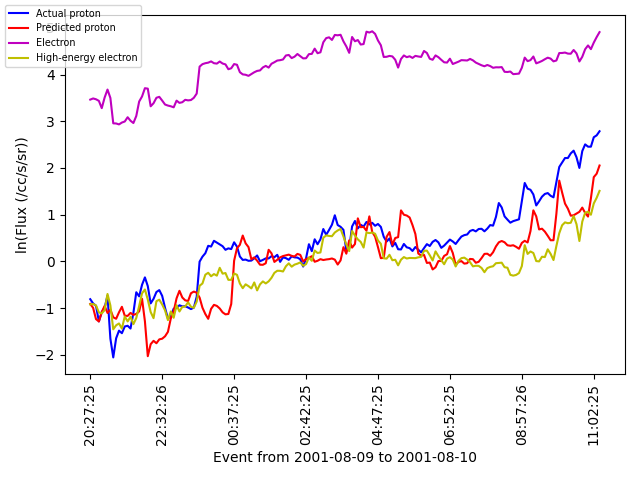 Actual proton
Predicted proton
Electron
High-energy electron
4
3
2
1
0
−1
−2
ln(Flux (/cc/s/sr))
20:27:25
22:32:26
00:37:25
02:42:25
04:47:25
06:52:25
08:57:26
11:02:25
Event from 2001-08-09 to 2001-08-10